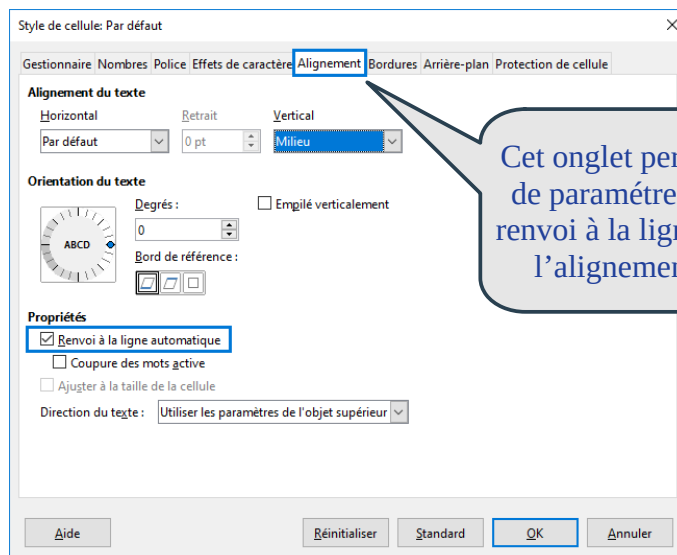 Style de cellule: Par défaut
Gestionnaire Nombres Police Effets de caractère Alignement Bordures Arrière-plan Protection de cellule
Alignement du texte
Horizontal Retrait Vertical
Par défaut 0 pt Milieu
Cet onglet per
de paramétre
renvoi à la lign
l’alignemen
Orientation du texte
Degrés : Empilé verticalement
0
ABCD
Bord de référence :
Propriétés
Renvoi à la ligne automatique
Coupure des mots active
Ajuster à la taille de la cellule
Direction du texte : Utiliser les paramètres de l'objet supérieur
Aide Réinitialiser Standard OK Annuler